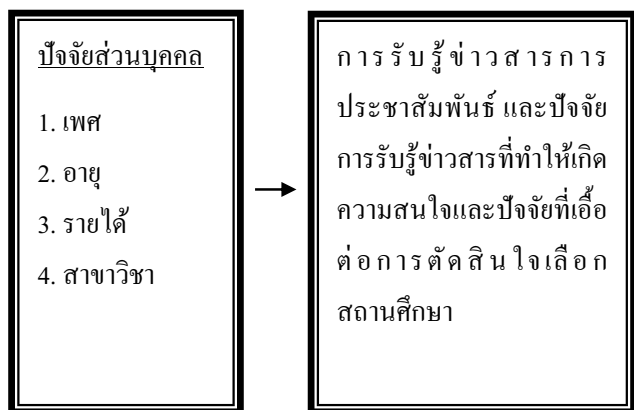 ปัจจัยส่วนบุคคล
1. เพศ
2. อายุ
3. รายได้
4. สาขาวิชา
การรับรู้ข่าวสารการ
ประชาสัมพันธ์ และปัจจัย
การรับรู้ข่าวสารที่ทำให้เกิด
ความสนใจและปัจจัยที่เอื้อ
ต่อการตัดสินใจเลือก
สถานศึกษา